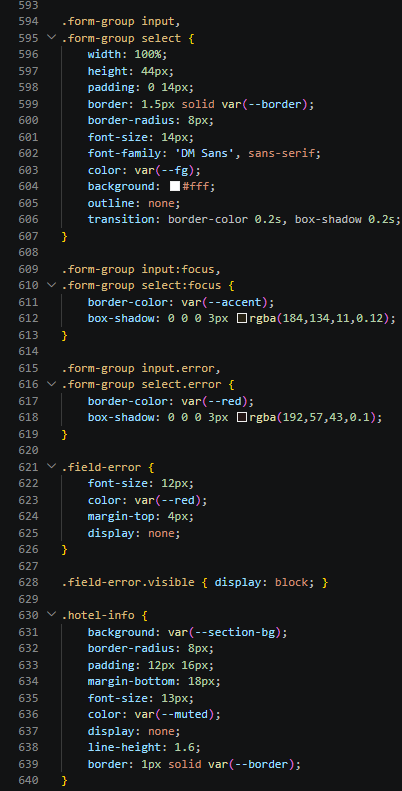 593
594 .form-group input,
595 .form-group select {
596     width: 100%;
597     height: 44px;
598     padding: 0 14px;
599     border: 1.5px solid var(--border);
600     border-radius: 8px;
601     font-size: 14px;
602     font-family: 'DM Sans', sans-serif;
603     color: var(--fg);
604     background: #fff;
605     outline: none;
606     transition: border-color 0.2s, box-shadow 0.2s;
607 }
608
609 .form-group input:focus,
610 .form-group select:focus {
611     border-color: var(--accent);
612     box-shadow: 0 0 0 3px rgba(184,134,11,0.12);
613 }
614
615 .form-group input.error,
616 .form-group select.error {
617     border-color: var(--red);
618     box-shadow: 0 0 0 3px rgba(192,57,43,0.1);
619 }
620
621 .field-error {
622     font-size: 12px;
623     color: var(--red);
624     margin-top: 4px;
625     display: none;
626 }
627
628 .field-error.visible { display: block; }
629
630 .hotel-info {
631     background: var(--section-bg);
632     border-radius: 8px;
633     padding: 12px 16px;
634     margin-bottom: 18px;
635     font-size: 13px;
636     color: var(--muted);
637     display: none;
638     line-height: 1.6;
639     border: 1px solid var(--border);
640 }